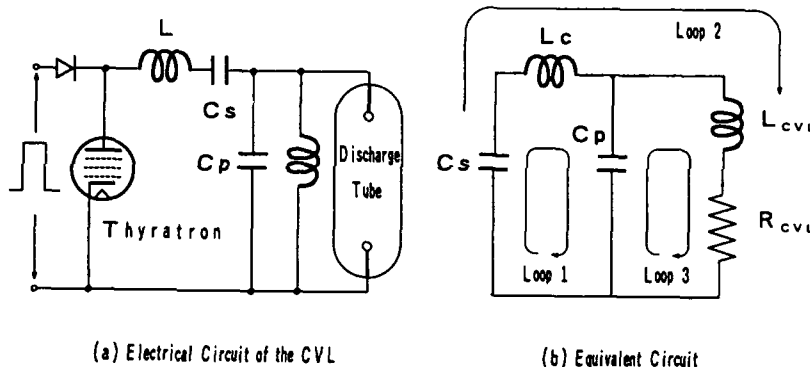 L
Cs
Cp
Discharge
Tube
Thyratron
(a) Electrical Circuit of the CVL
Loop 2
Lc
Cp
Cs
Lcvl
Rcvl
Loop 1
Loop 3
(b) Equivalent Circuit